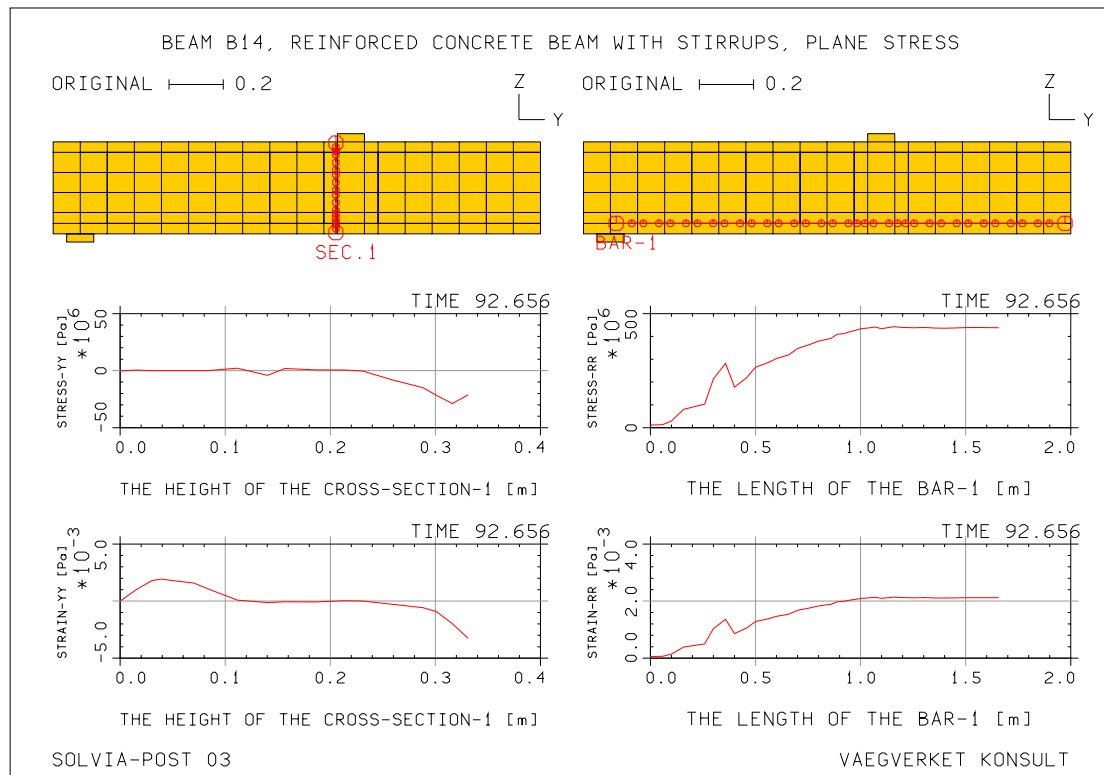 BEAM B14, REINFORCED CONCRETE BEAM WITH STIRRUPS, PLANE STRESS
ORIGINAL 0.2 Z Y
ORIGINAL 0.2 Z Y
SEC.1
BAR-1
TIME 92.656
STRESS-YY [Pa]
*10^6
50
0
-50
0.0 0.1 0.2 0.3 0.4
THE HEIGHT OF THE CROSS-SECTION-1 [m]
TIME 92.656
STRESS-RR [Pa]
*10^6
500
0
0.0 0.5 1.0 1.5 2.0
THE LENGTH OF THE BAR-1 [m]
TIME 92.656
STRAIN-YY [Pa]
*10^-3
5.0
-5.0
0.0 0.1 0.2 0.3 0.4
THE HEIGHT OF THE CROSS-SECTION-1 [m]
TIME 92.656
STRAIN-RR [Pa]
*10^-3
4.0
2.0
0.0
0.0 0.5 1.0 1.5 2.0
THE LENGTH OF THE BAR-1 [m]
SOLVIA-POST 03
VAEGVERKET KONSULT